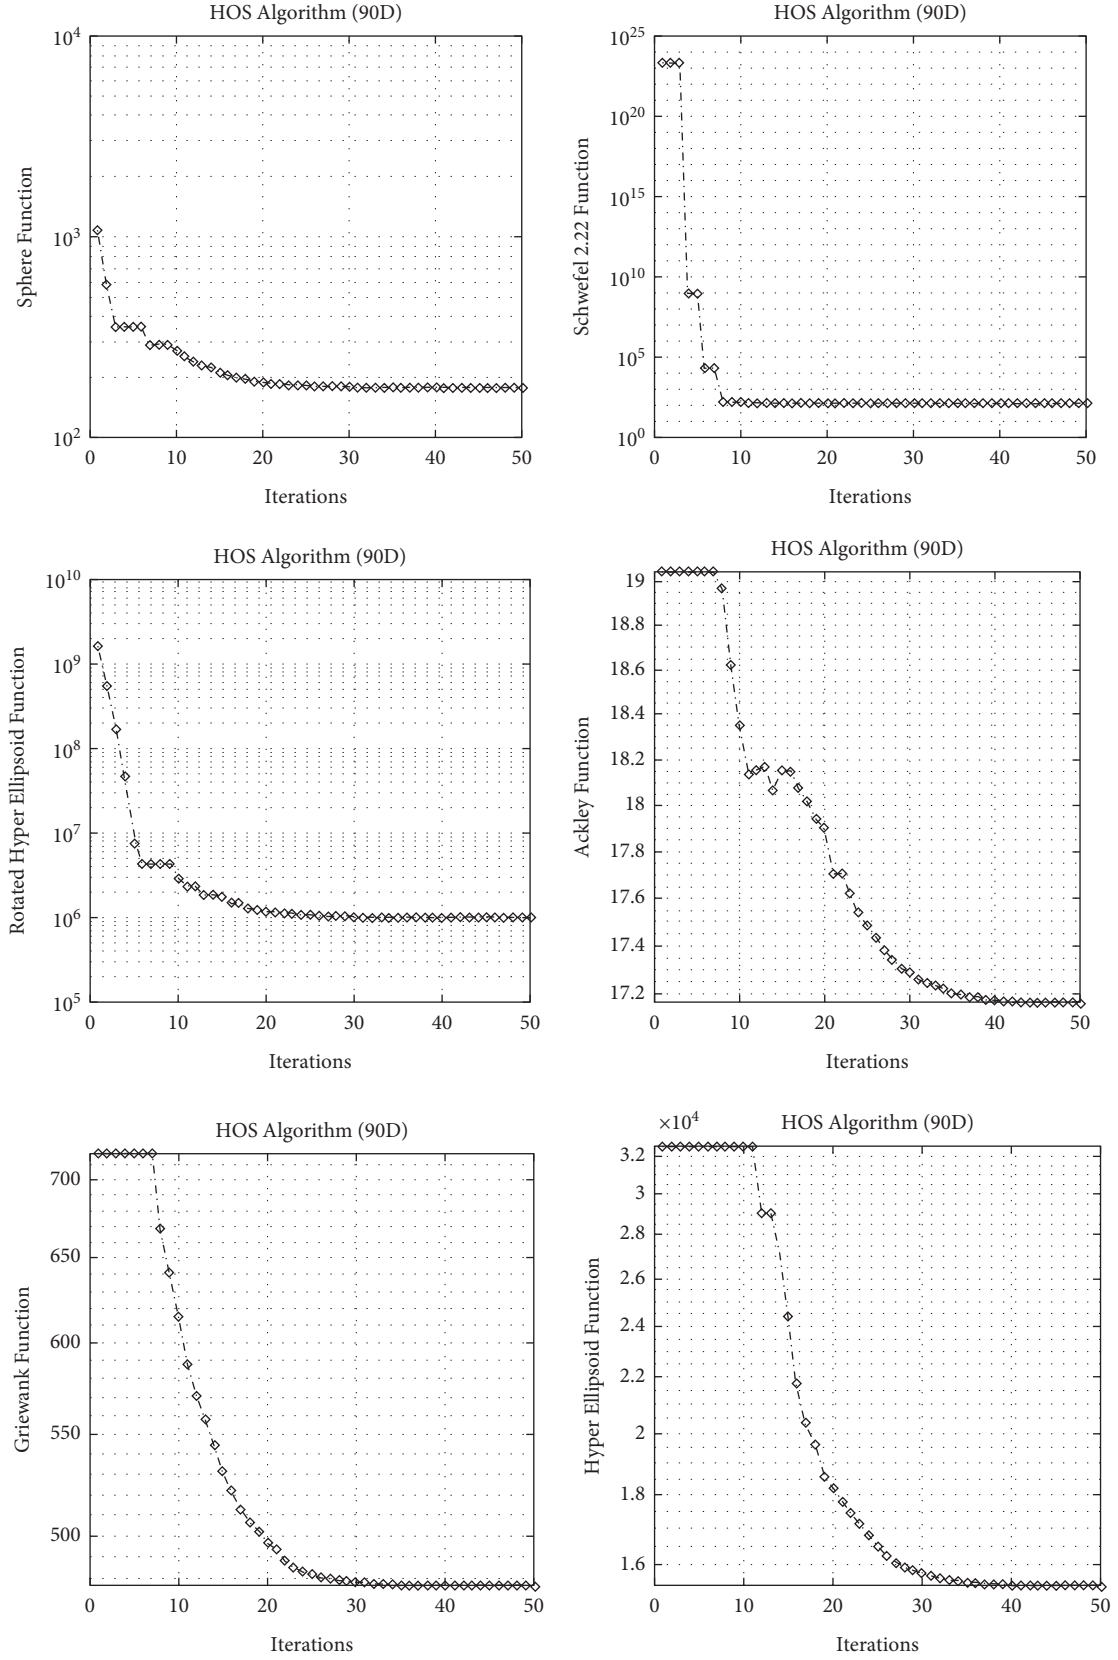 HOS Algorithm (90D)
10^4
10^3
10^2
Sphere Function
0 10 20 30 40 50
Iterations
HOS Algorithm (90D)
10^25
10^20
10^15
10^10
10^5
10^0
Schwefel 2.22 Function
0 10 20 30 40 50
Iterations
HOS Algorithm (90D)
10^10
10^9
10^8
10^7
10^6
10^5
Rotated Hyper Ellipsoid Function
0 10 20 30 40 50
Iterations
HOS Algorithm (90D)
19
18.8
18.6
18.4
18.2
18
17.8
17.6
17.4
17.2
Ackley Function
0 10 20 30 40 50
Iterations
HOS Algorithm (90D)
700
650
600
550
500
Griewank Function
0 10 20 30 40 50
Iterations
×10^4 HOS Algorithm (90D)
3.2
3
2.8
2.6
2.4
2.2
2
1.8
1.6
Hyper Ellipsoid Function
0 10 20 30 40 50
Iterations